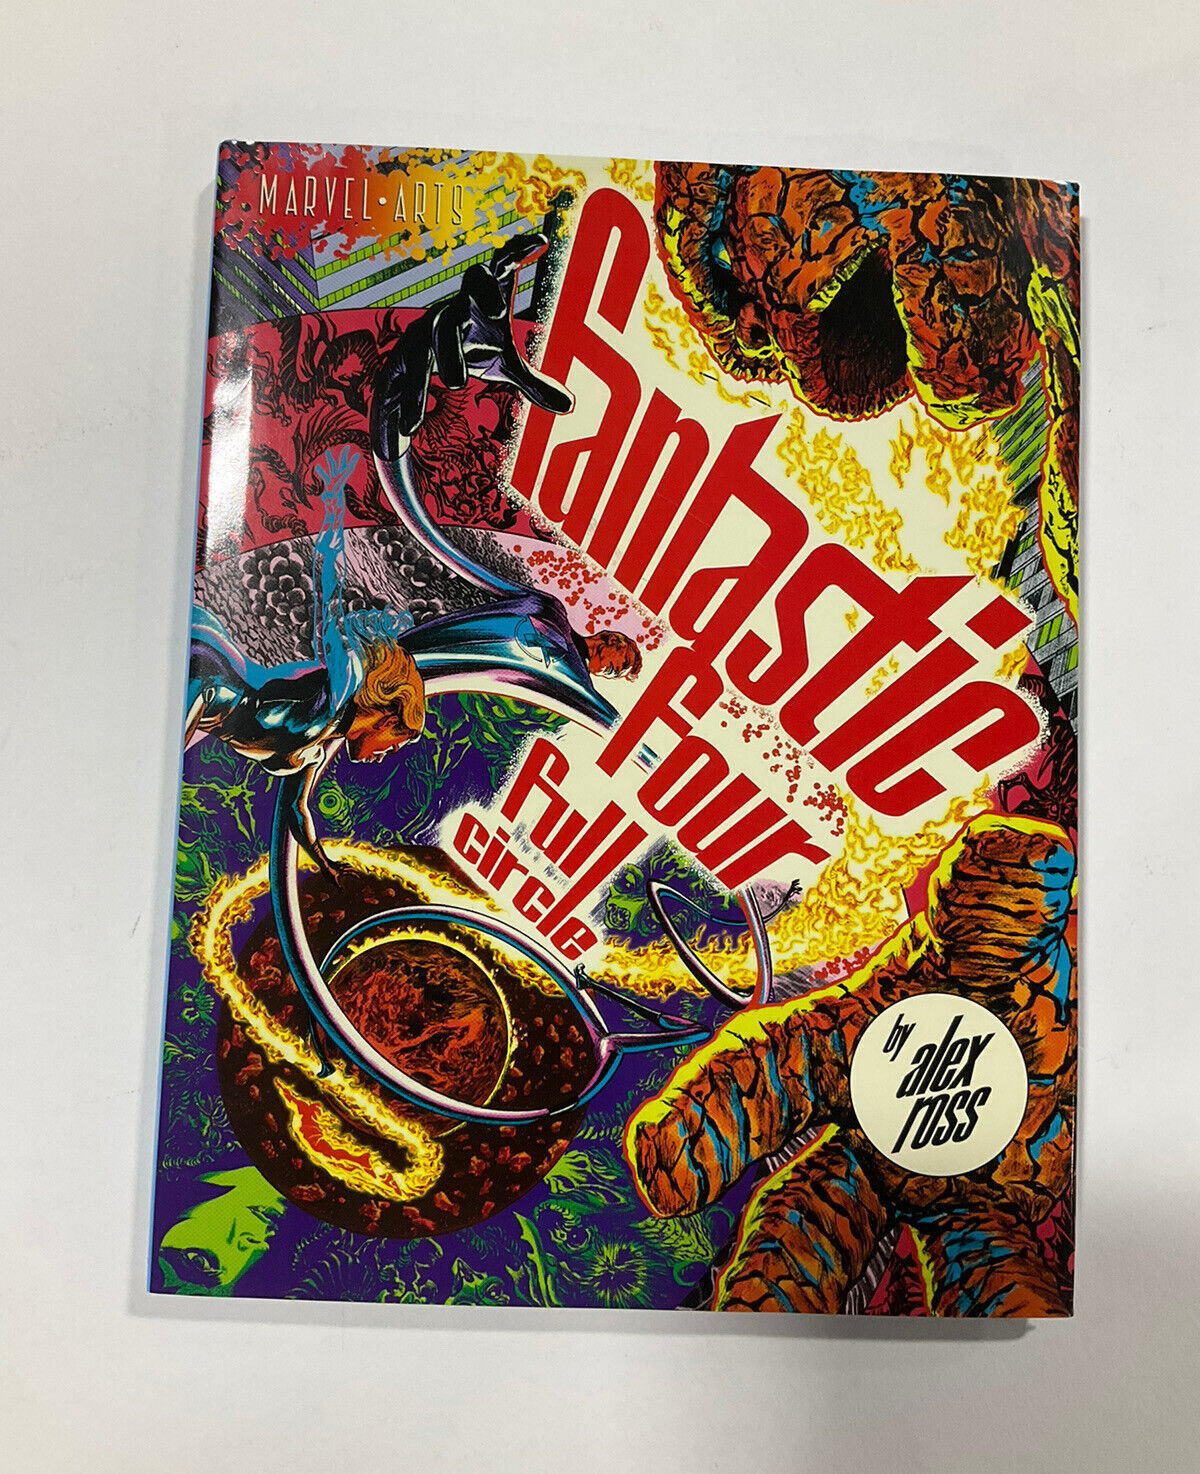 MARVEL • ARTS
fantastic
four
full
circle
by
alex
ross